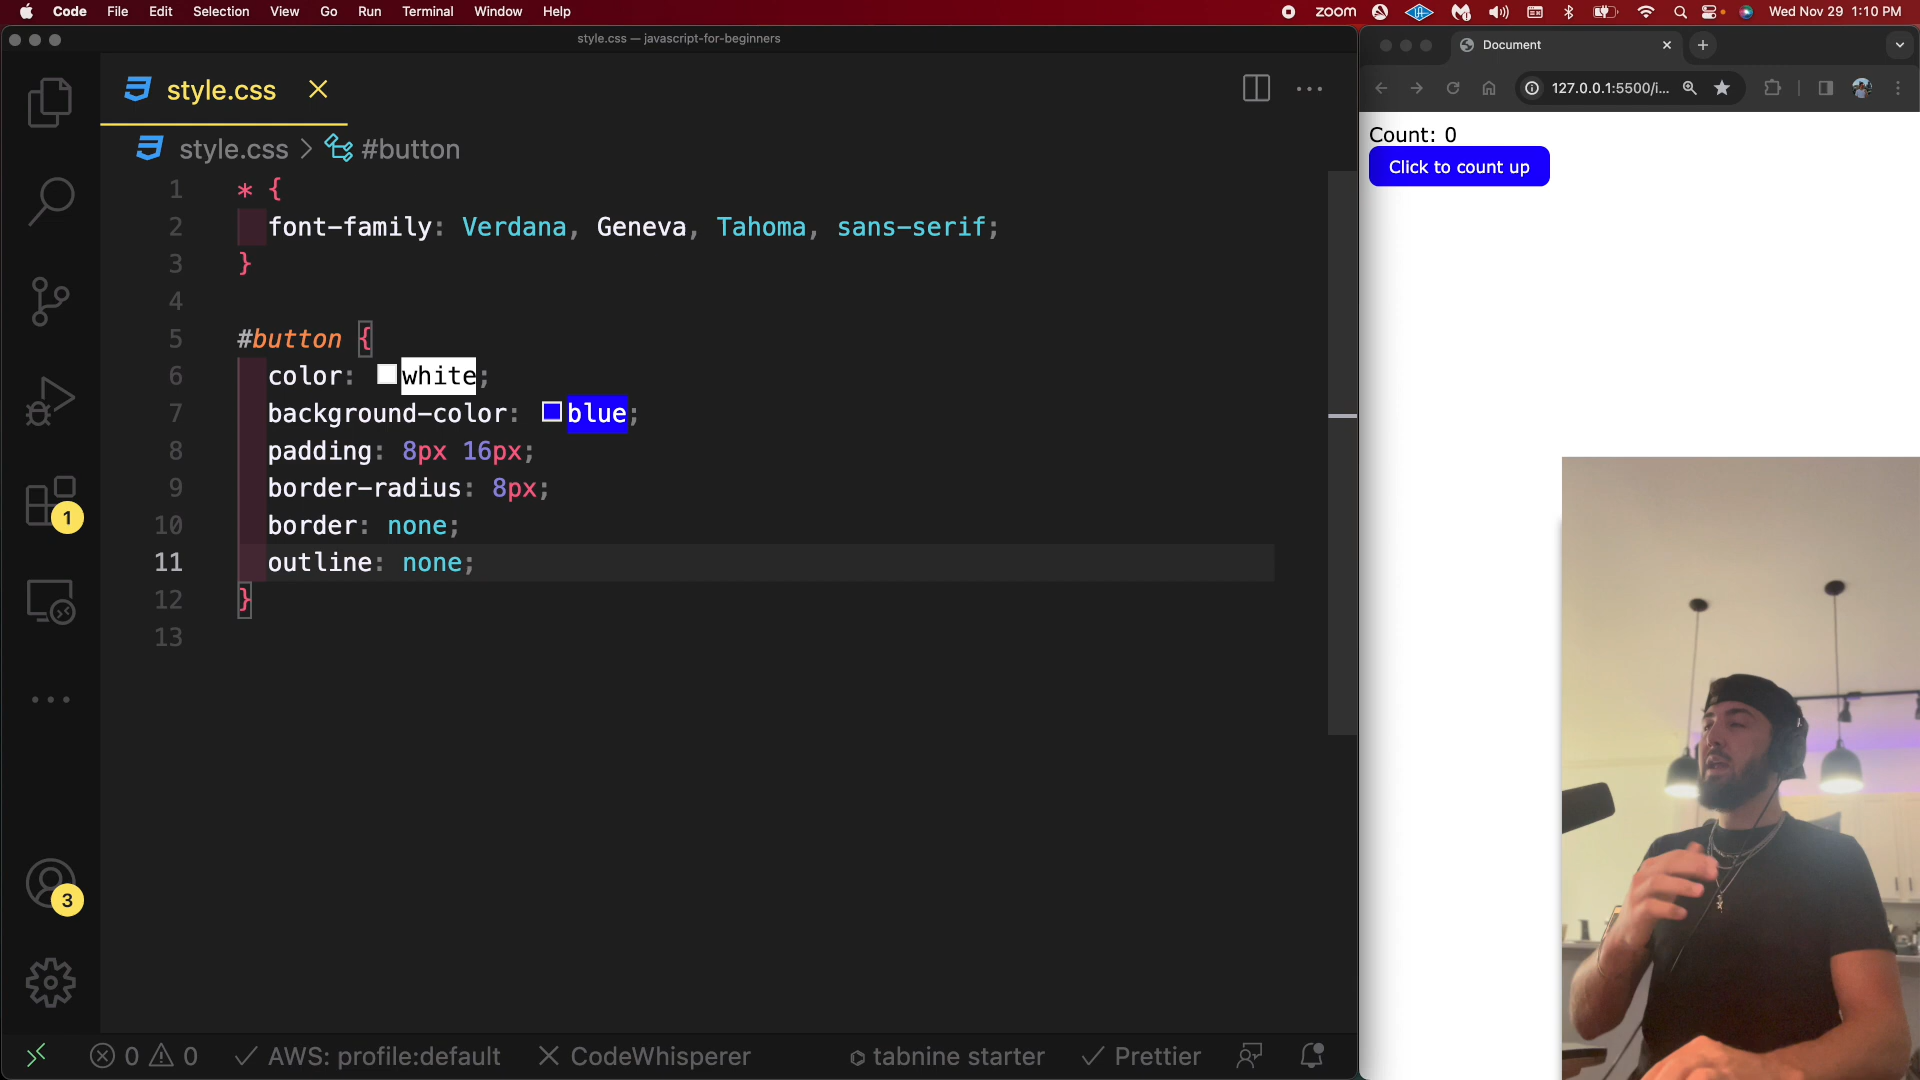 Code File Edit Selection View Go Run Terminal Window Help
zoom
Wed Nov 29 1:10 PM
style.css — javascript-for-beginners
style.css
style.css > #button
1 * {
2 font-family: Verdana, Geneva, Tahoma, sans-serif;
3 }
4
5 #button {
6 color: white;
7 background-color: blue;
8 padding: 8px 16px;
9 border-radius: 8px;
10 border: none;
11 outline: none;
12 }
13
1
3
0 0 AWS: profile:default CodeWhisperer tabnine starter Prettier
Document
127.0.0.1:5500/i...
Count: 0
Click to count up